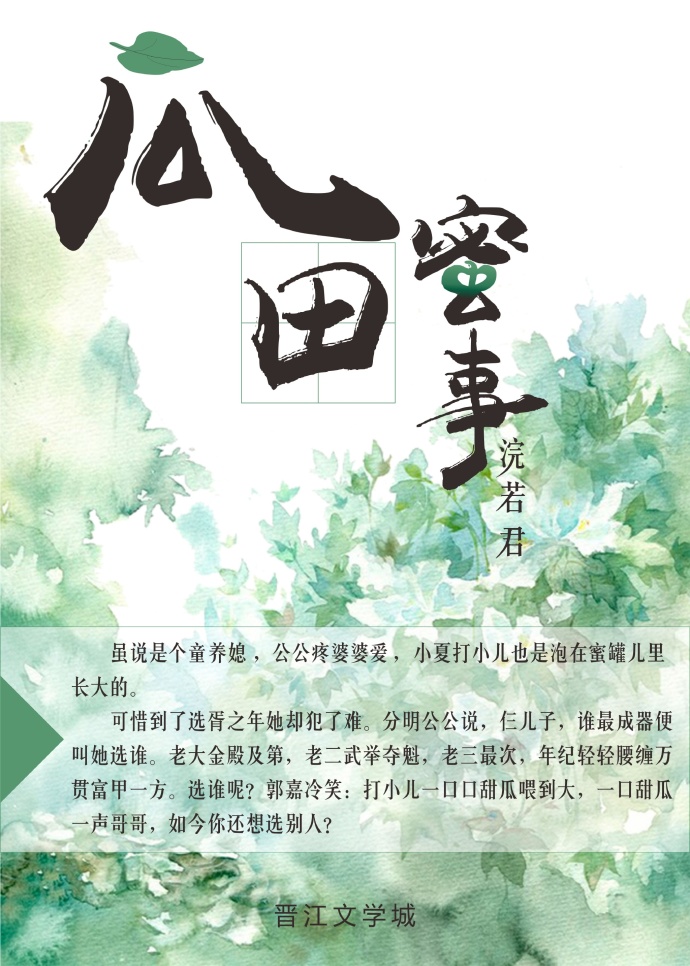 瓜田
蜜事
浣若君
虽说是个童养媳，公公疼婆婆爱，小夏打小儿也是泡在蜜罐儿里
长大的。
可惜到了选胥之年她却犯了难。分明公公说，仨儿子，谁最成器便
叫她选谁。老大金殿及第，老二武举夺魁，老三最次，年纪轻轻腰缠万
贯富甲一方。选谁呢？郭嘉冷笑：打小儿一口口甜瓜喂到大，一口甜瓜
一声哥哥，如今你还想选别人？
晋江文学城